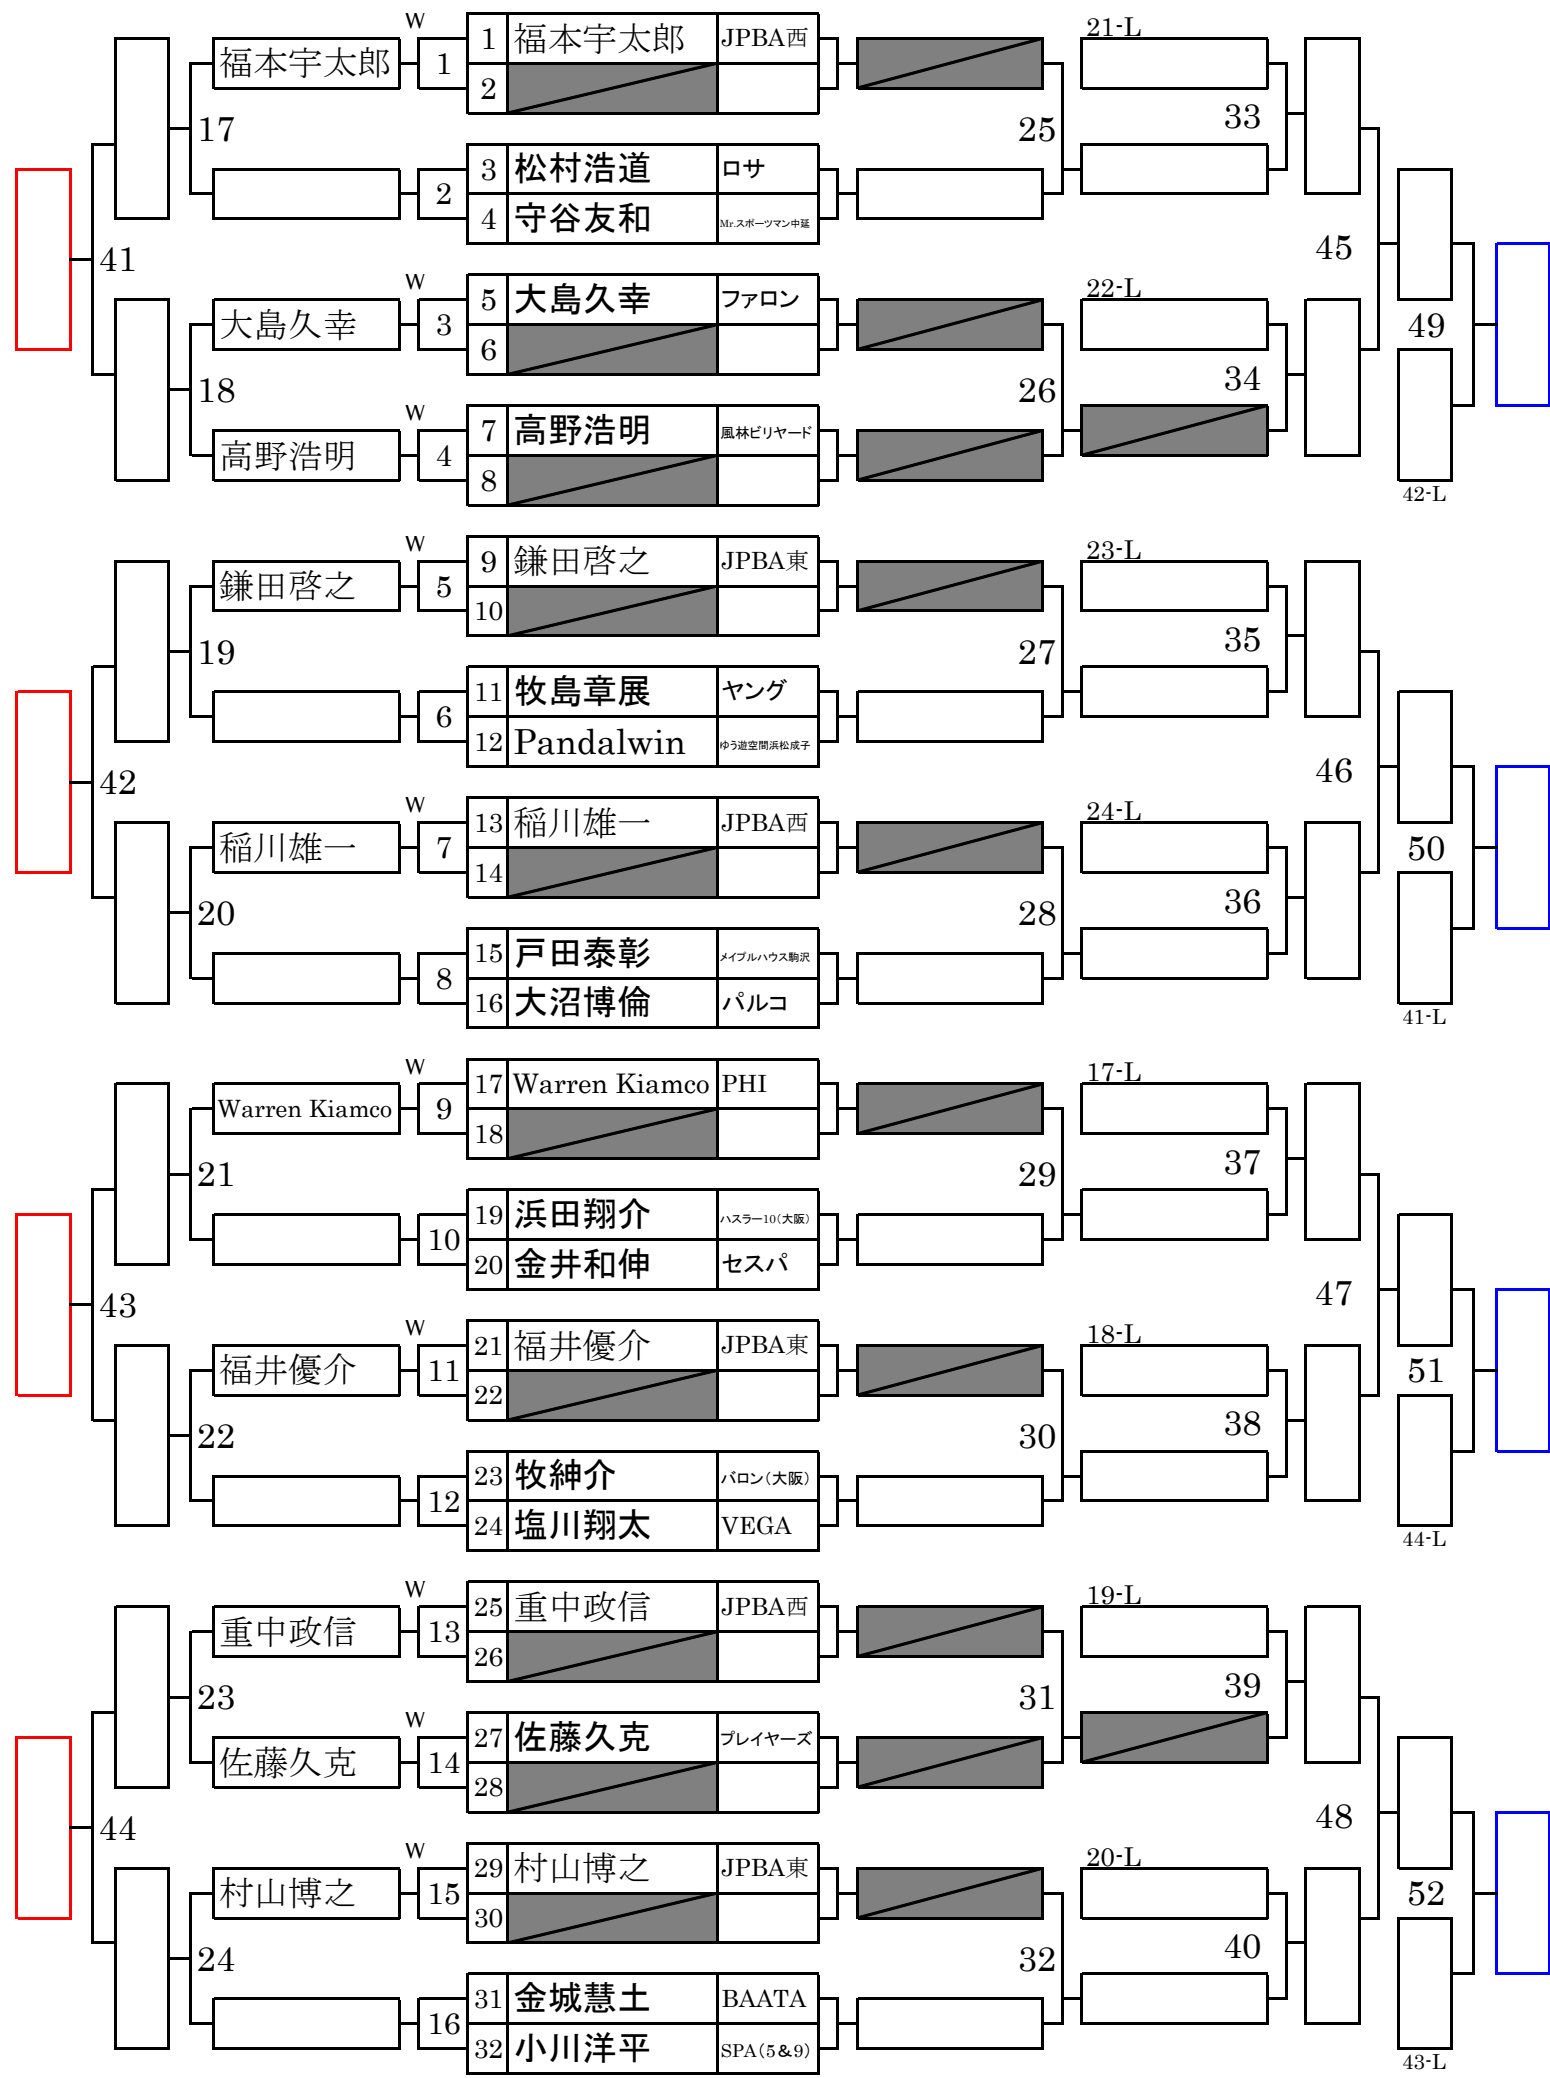 W
1 福本宇太郎 JPBA西
21-L
福本宇太郎 1
2
17 25 33
3 松村浩道 ロサ
2
4 守谷友和 Mr.スポーツマン中延
41 45
W
5 大島久幸 ファロン
22-L
大島久幸 3
6
49
18 26 34
W
7 高野浩明 風林ビリヤード
高野浩明 4
8
42-L
W
9 鎌田啓之 JPBA東
23-L
鎌田啓之 5
10
19 27 35
11 牧島章展 ヤング
6
12 Pandalwin ゆう遊空間浜松成子
42 46
W
13 稲川雄一 JPBA西
24-L
稲川雄一 7
14
50
20 28 36
15 戸田泰彰 メイプルハウス駒沢
8
16 大沼博倫 パルコ
41-L
W
17 Warren Kiamco PHI
17-L
Warren Kiamco 9
18
21 29 37
19 浜田翔介 ハスラー10(大阪)
10
20 金井和伸 セスパ
43 47
W
21 福井優介 JPBA東
18-L
福井優介 11
22
51
22 30 38
23 牧紳介 バロン(大阪)
12
24 塩川翔太 VEGA
44-L
W
25 重中政信 JPBA西
19-L
重中政信 13
26
23 31 39
W
27 佐藤久克 プレイヤーズ
佐藤久克 14
28
44 48
W
29 村山博之 JPBA東
20-L
村山博之 15
30
52
24 32 40
31 金城慧土 BAATA
16
32 小川洋平 SPA(5&9)
43-L